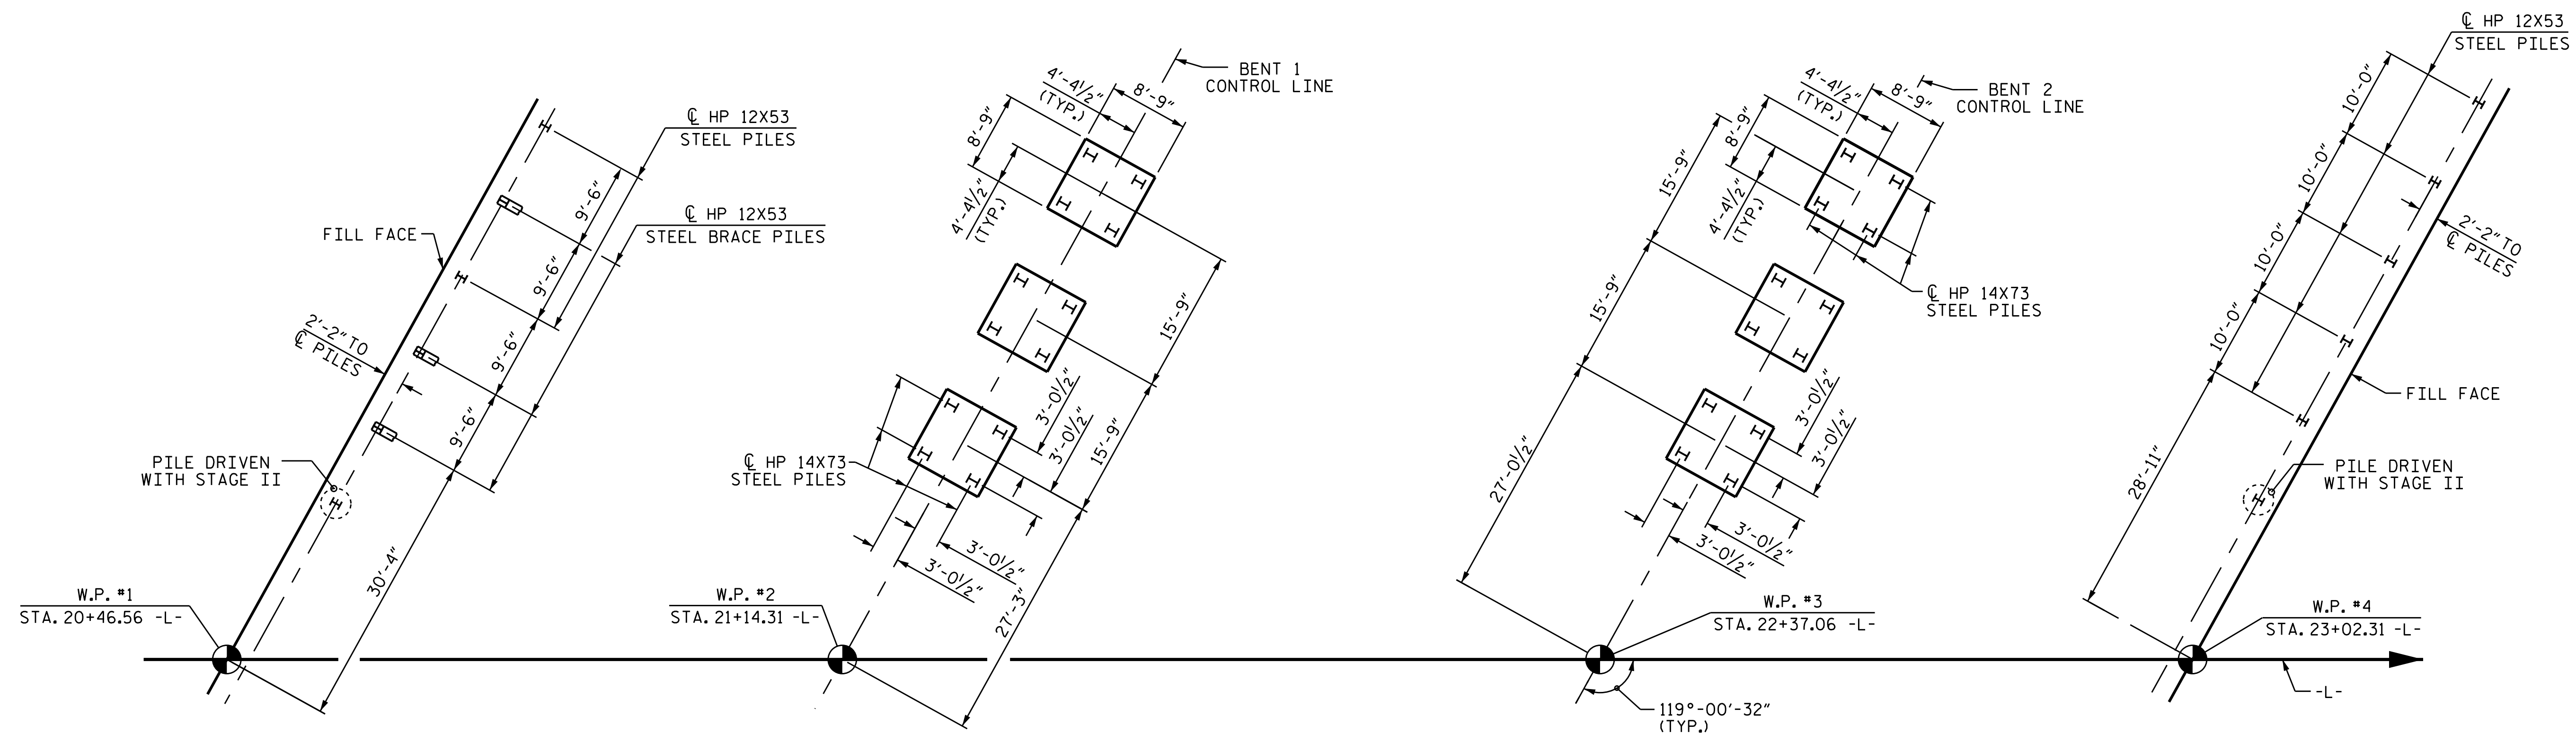 ℄ HP 12X53
STEEL PILES
9'-6"
9'-6"
9'-6"
9'-6"
℄ HP 12X53
STEEL BRACE PILES
FILL FACE
2'-2" TO
℄ PILES
PILE DRIVEN
WITH STAGE II
30'-4"
W.P. #1
STA. 20+46.56 -L-
BENT 1
CONTROL LINE
4'-4½"
(TYP.)
8'-9"
8'-9"
4'-4½"
(TYP.)
15'-9"
15'-9"
3'-0½"
3'-0½"
℄ HP 14X73
STEEL PILES
3'-0½"
3'-0½"
27'-3"
W.P. #2
STA. 21+14.31 -L-
BENT 2
CONTROL LINE
4'-4½"
(TYP.)
8'-9"
8'-9"
4'-4½"
(TYP.)
15'-9"
15'-9"
℄ HP 14X73
STEEL PILES
3'-0½"
3'-0½"
27'-0½"
3'-0½"
3'-0½"
W.P. #3
STA. 22+37.06 -L-
119°-00'-32"
(TYP.)
℄ HP 12X53
STEEL PILES
10'-0"
10'-0"
10'-0"
10'-0"
2'-2" TO
℄ PILES
FILL FACE
PILE DRIVEN
WITH STAGE II
28'-11"
W.P. #4
STA. 23+02.31 -L-
-L-